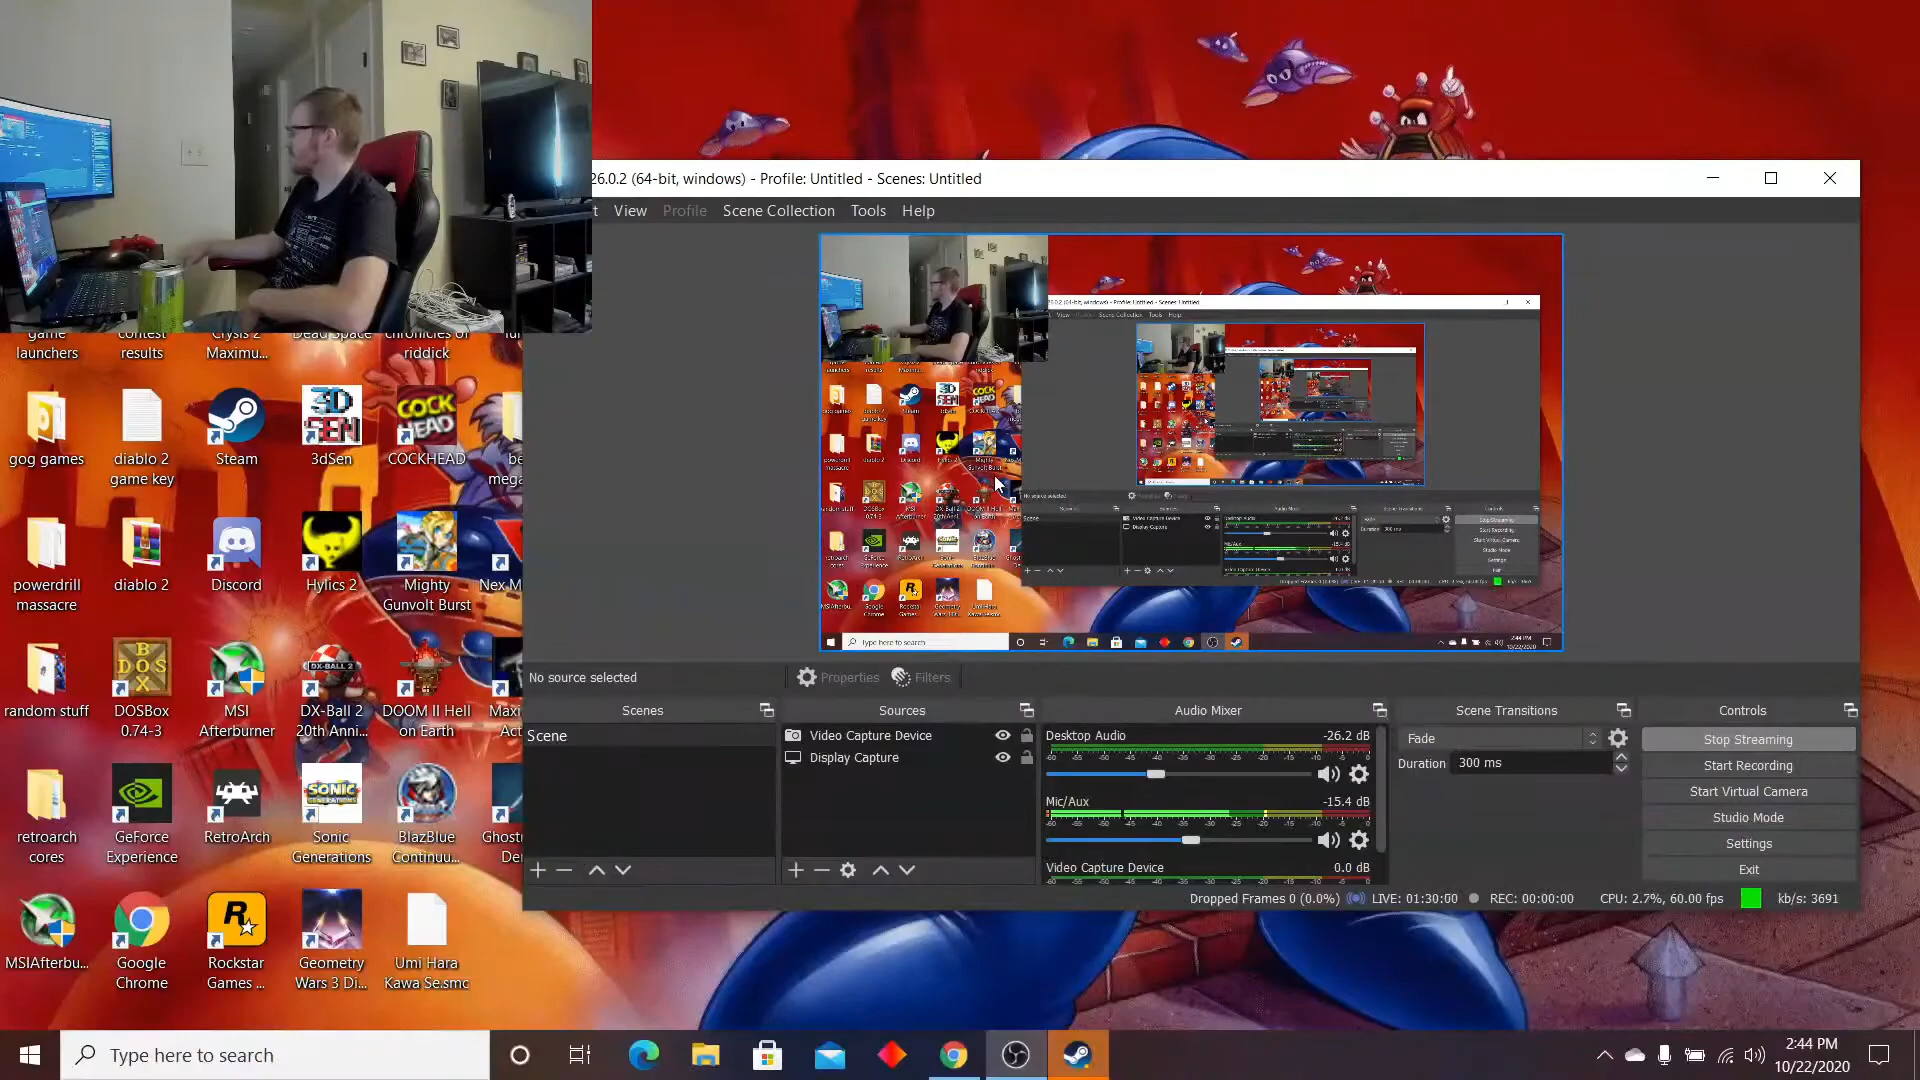 26.0.2 (64-bit, windows) - Profile: Untitled - Scenes: Untitled
View Profile Scene Collection Tools Help
game launchers
contest results
Crysis 2 Maximu...
Dead Space
chronicles of riddick
gog games
diablo 2 game key
Steam
3dSen
COCKHEAD
powerdrill massacre
diablo 2
Discord
Hylics 2
Mighty Gunvolt Burst
Nex M
random stuff
DOSBox 0.74-3
MSI Afterburner
DX-Ball 2 20th Anni...
DOOM II Hell on Earth
retroarch cores
GeForce Experience
RetroArch
Sonic Generations
BlazBlue Continuu...
MSIAfterbu...
Google Chrome
Rockstar Games ...
Geometry Wars 3 Di...
Umi Hara Kawa Se.smc
No source selected
Properties
Filters
Scenes
Sources
Audio Mixer
Scene Transitions
Controls
Scene
Video Capture Device
Display Capture
Desktop Audio -26.2 dB
Mic/Aux -15.4 dB
Video Capture Device 0.0 dB
Fade
Duration 300 ms
Stop Streaming
Start Recording
Start Virtual Camera
Studio Mode
Settings
Exit
Dropped Frames 0 (0.0%) LIVE: 01:30:00 REC: 00:00:00 CPU: 2.7%, 60.00 fps kb/s: 3691
Type here to search
2:44 PM
10/22/2020